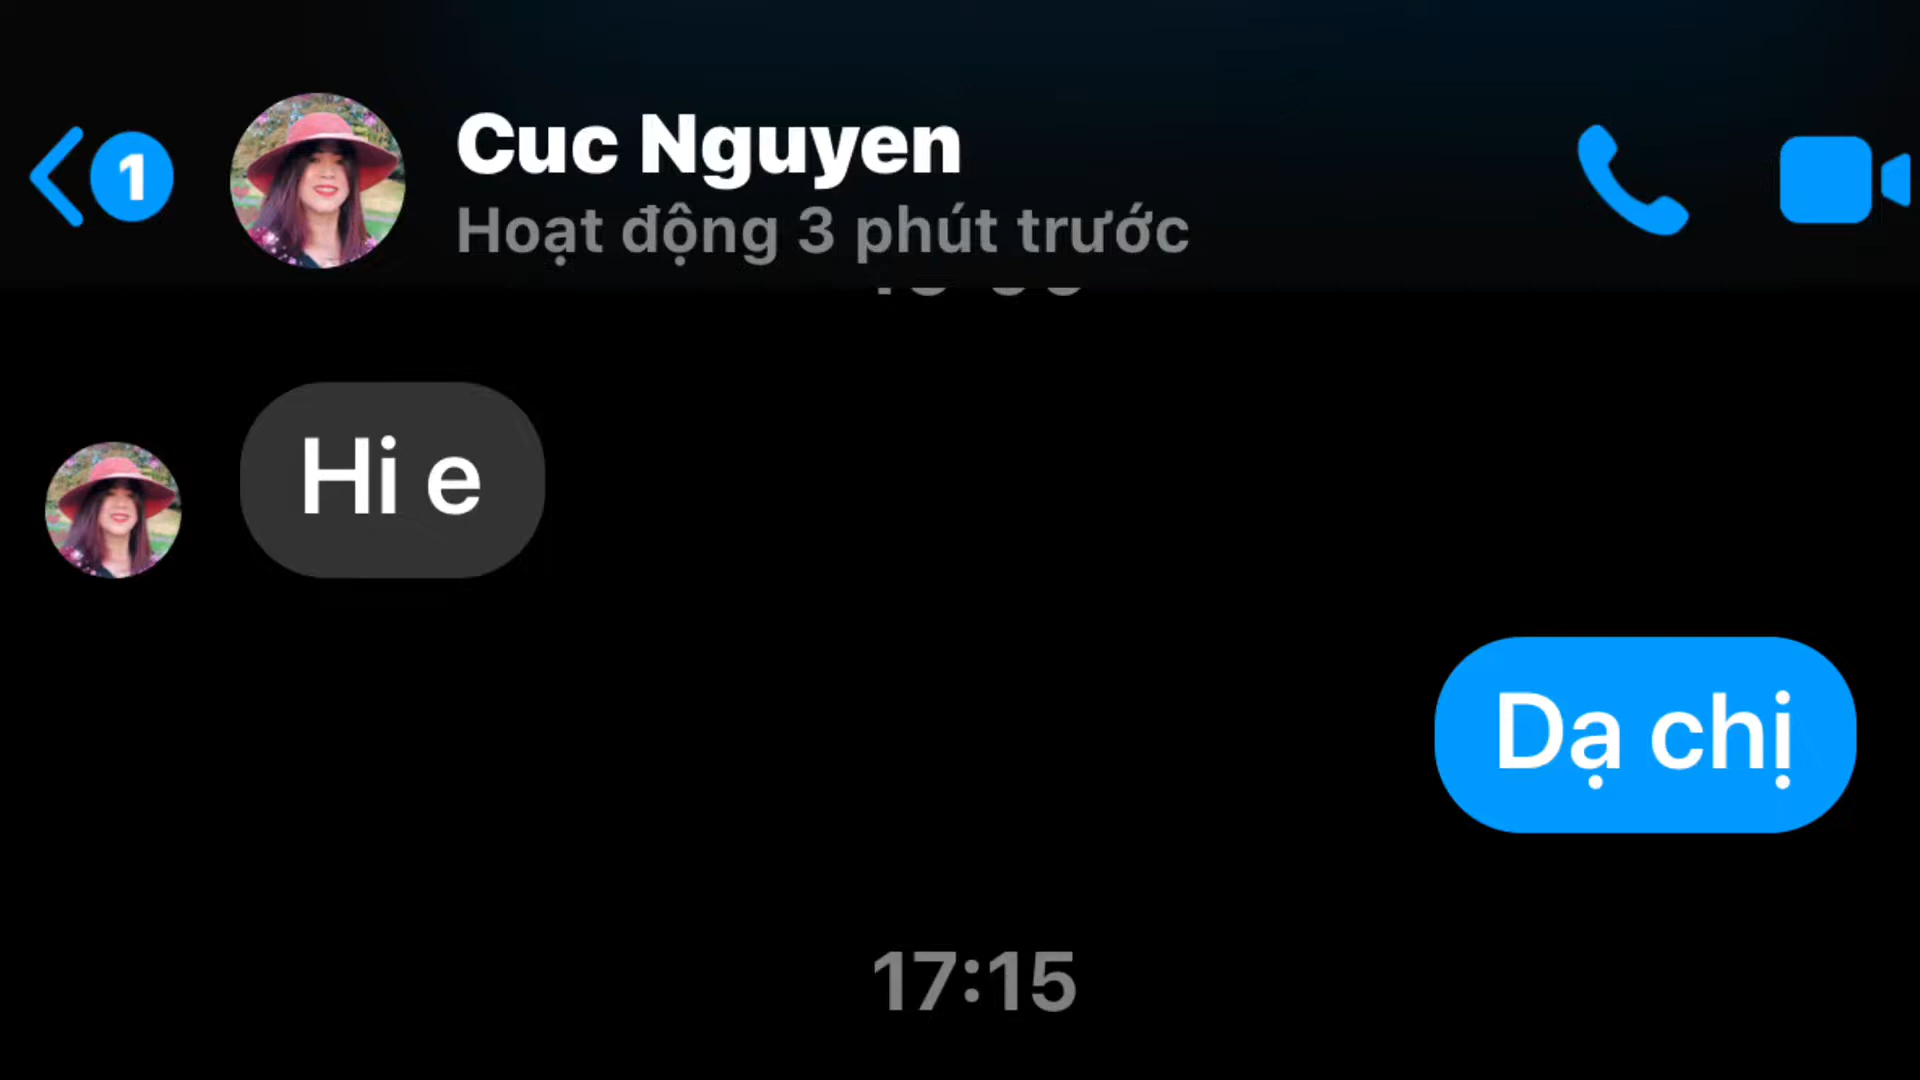 1
Cuc Nguyen
Hoạt động 3 phút trước
Hi e
Dạ chị
17:15